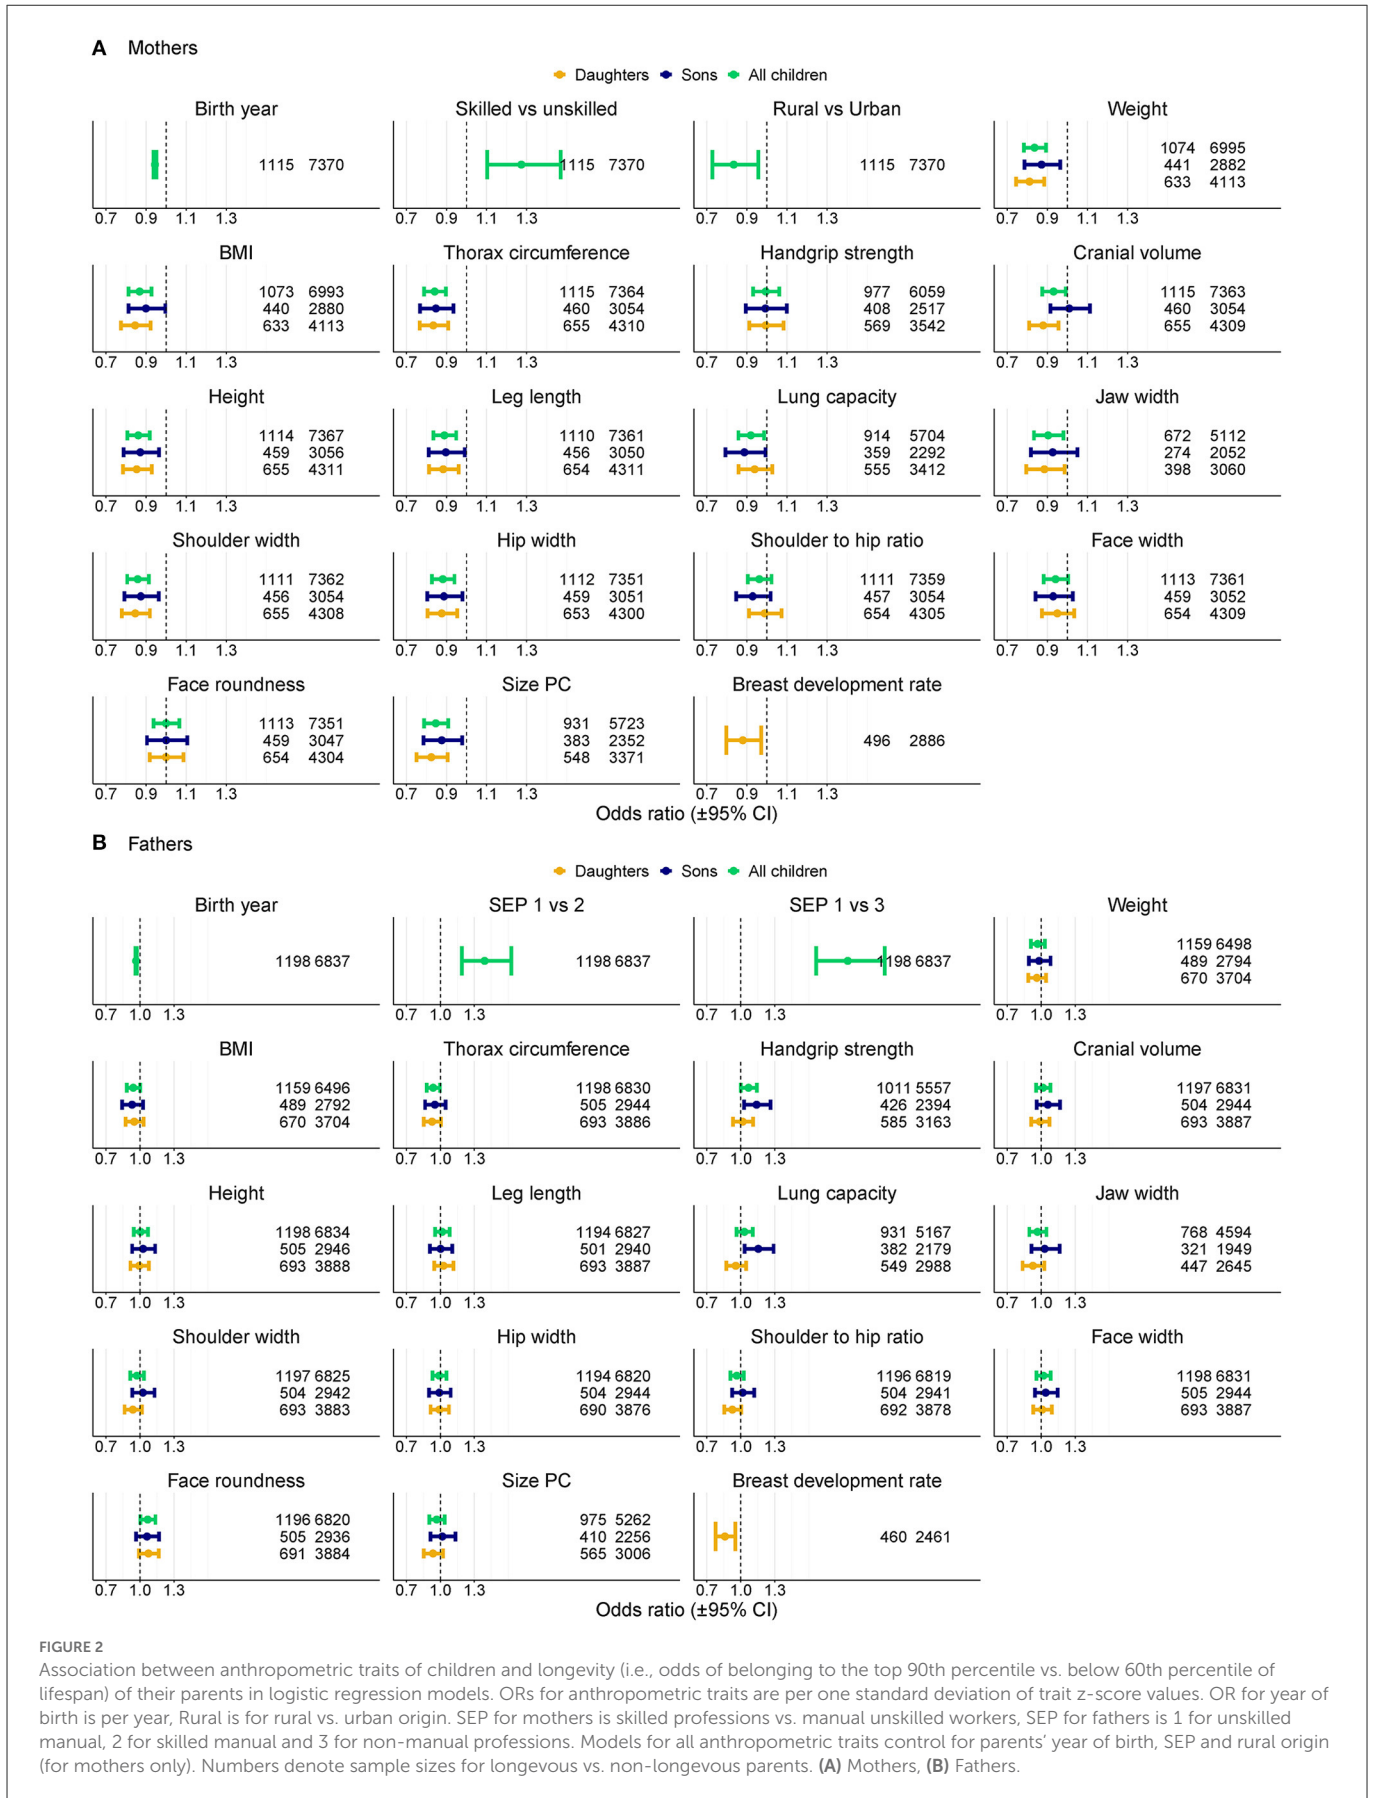 A Mothers
Daughters Sons All children
Birth year Skilled vs unskilled Rural vs Urban Weight
1115 7370 1115 7370 1115 7370 1074 6995
441 2882
633 4113
0.7 0.9 1.1 1.3 0.7 0.9 1.1 1.3 0.7 0.9 1.1 1.3 0.7 0.9 1.1 1.3
BMI Thorax circumference Handgrip strength Cranial volume
1073 6993 1115 7364 977 6059 1115 7363
440 2880 460 3054 408 2517 460 3054
633 4113 655 4310 569 3542 655 4309
0.7 0.9 1.1 1.3 0.7 0.9 1.1 1.3 0.7 0.9 1.1 1.3 0.7 0.9 1.1 1.3
Height Leg length Lung capacity Jaw width
1114 7367 1110 7361 914 5704 672 5112
459 3056 456 3050 359 2292 274 2052
655 4311 654 4311 555 3412 398 3060
0.7 0.9 1.1 1.3 0.7 0.9 1.1 1.3 0.7 0.9 1.1 1.3 0.7 0.9 1.1 1.3
Shoulder width Hip width Shoulder to hip ratio Face width
1111 7362 1112 7351 1111 7359 1113 7361
456 3054 459 3051 457 3054 459 3052
655 4308 653 4300 654 4305 654 4309
0.7 0.9 1.1 1.3 0.7 0.9 1.1 1.3 0.7 0.9 1.1 1.3 0.7 0.9 1.1 1.3
Face roundness Size PC Breast development rate
1113 7351 931 5723
459 3047 383 2352 496 2886
654 4304 548 3371
0.7 0.9 1.1 1.3 0.7 0.9 1.1 1.3 0.7 0.9 1.1 1.3
Odds ratio (±95% CI)
B Fathers
Daughters Sons All children
Birth year SEP 1 vs 2 SEP 1 vs 3 Weight
1198 6837 1198 6837 1198 6837 1159 6498
489 2794
670 3704
0.7 1.0 1.3 0.7 1.0 1.3 0.7 1.0 1.3 0.7 1.0 1.3
BMI Thorax circumference Handgrip strength Cranial volume
1159 6496 1198 6830 1011 5557 1197 6831
489 2792 505 2944 426 2394 504 2944
670 3704 693 3886 585 3163 693 3887
0.7 1.0 1.3 0.7 1.0 1.3 0.7 1.0 1.3 0.7 1.0 1.3
Height Leg length Lung capacity Jaw width
1198 6834 1194 6827 931 5167 768 4594
505 2946 501 2940 382 2179 321 1949
693 3888 693 3887 549 2988 447 2645
0.7 1.0 1.3 0.7 1.0 1.3 0.7 1.0 1.3 0.7 1.0 1.3
Shoulder width Hip width Shoulder to hip ratio Face width
1197 6825 1194 6820 1196 6819 1198 6831
504 2942 504 2944 504 2941 505 2944
693 3883 690 3876 692 3878 693 3887
0.7 1.0 1.3 0.7 1.0 1.3 0.7 1.0 1.3 0.7 1.0 1.3
Face roundness Size PC Breast development rate
1196 6820 975 5262
505 2936 410 2256 460 2461
691 3884 565 3006
0.7 1.0 1.3 0.7 1.0 1.3 0.7 1.0 1.3
Odds ratio (±95% CI)
FIGURE 2
Association between anthropometric traits of children and longevity (i.e., odds of belonging to the top 90th percentile vs. below 60th percentile of
lifespan) of their parents in logistic regression models. ORs for anthropometric traits are per one standard deviation of trait z-score values. OR for year of
birth is per year, Rural is for rural vs. urban origin. SEP for mothers is skilled professions vs. manual unskilled workers, SEP for fathers is 1 for unskilled
manual, 2 for skilled manual and 3 for non-manual professions. Models for all anthropometric traits control for parents’ year of birth, SEP and rural origin
(for mothers only). Numbers denote sample sizes for longevous vs. non-longevous parents. (A) Mothers, (B) Fathers.